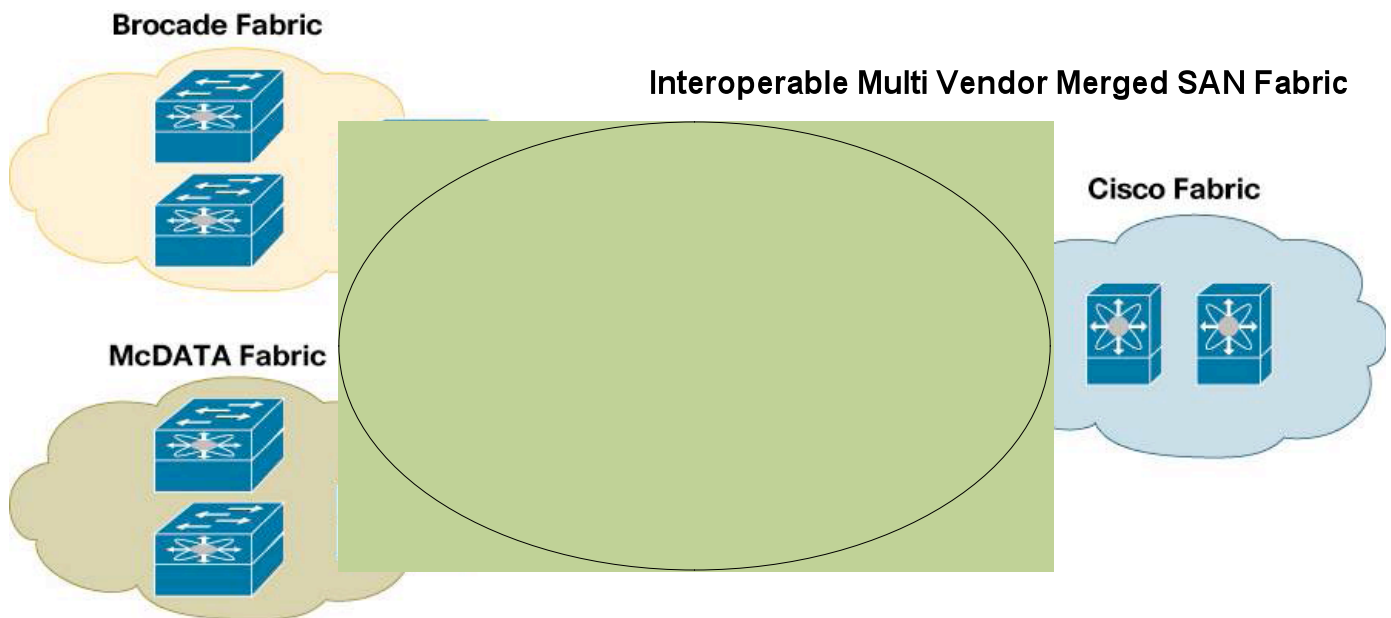 Brocade Fabric
Interoperable Multi Vendor Merged SAN Fabric
Cisco Fabric
McDATA Fabric